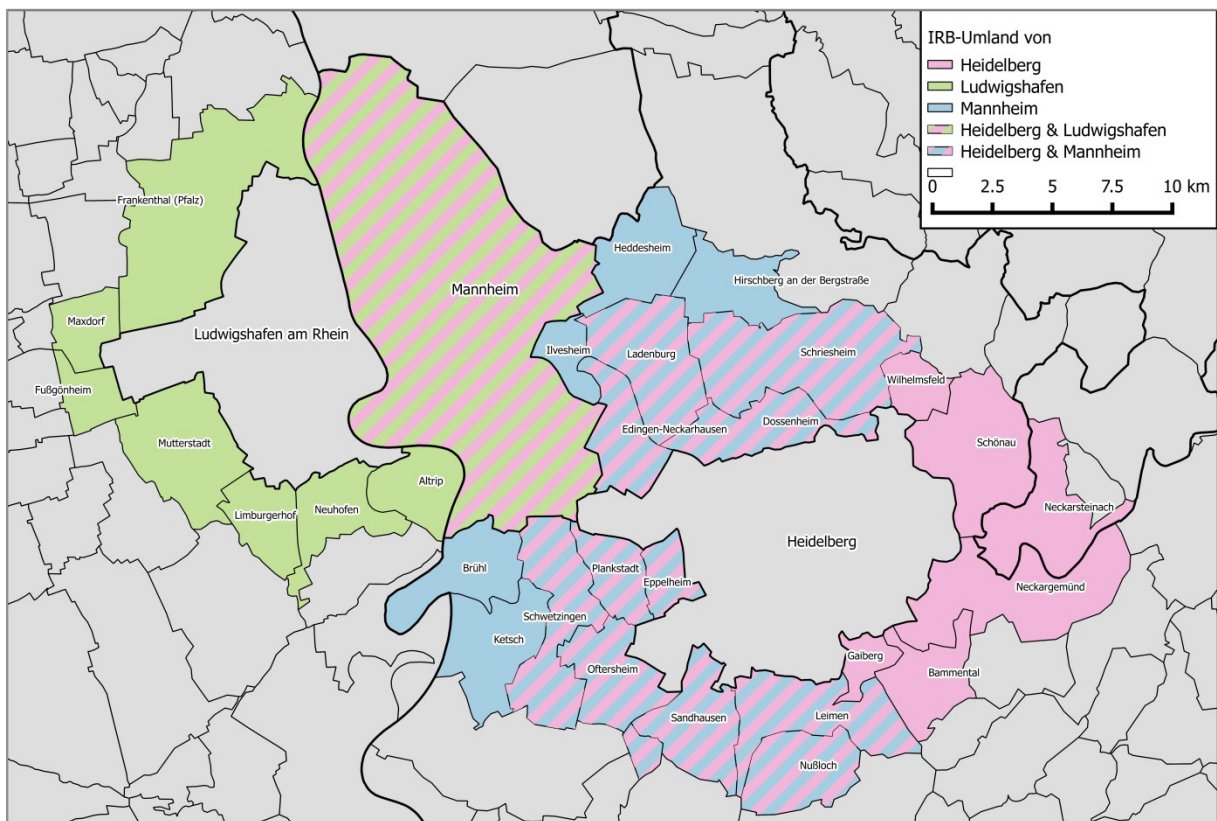 IRB-Umland von
Heidelberg
Ludwigshafen
Mannheim
Heidelberg & Ludwigshafen
Heidelberg & Mannheim
0 2.5 5 7.5 10 km
Frankenthal (Pfalz)
Heddesheim
Hirschberg an der Bergstraße
Mannheim
Maxdorf
Ludwigshafen am Rhein
Ilvesheim
Ladenburg
Schriesheim
Wilhelmsfeld
Fußgönheim
Edingen-Neckarhausen
Dossenheim
Mutterstadt
Schönau
Altrip
Limburgerhof
Neuhofen
Neckarsteinach
Heidelberg
Brühl
Plankstadt
Eppelheim
Neckargemünd
Schwetzingen
Ketsch
Gaiberg
Oftersheim
Bammental
Sandhausen
Leimen
Nußloch